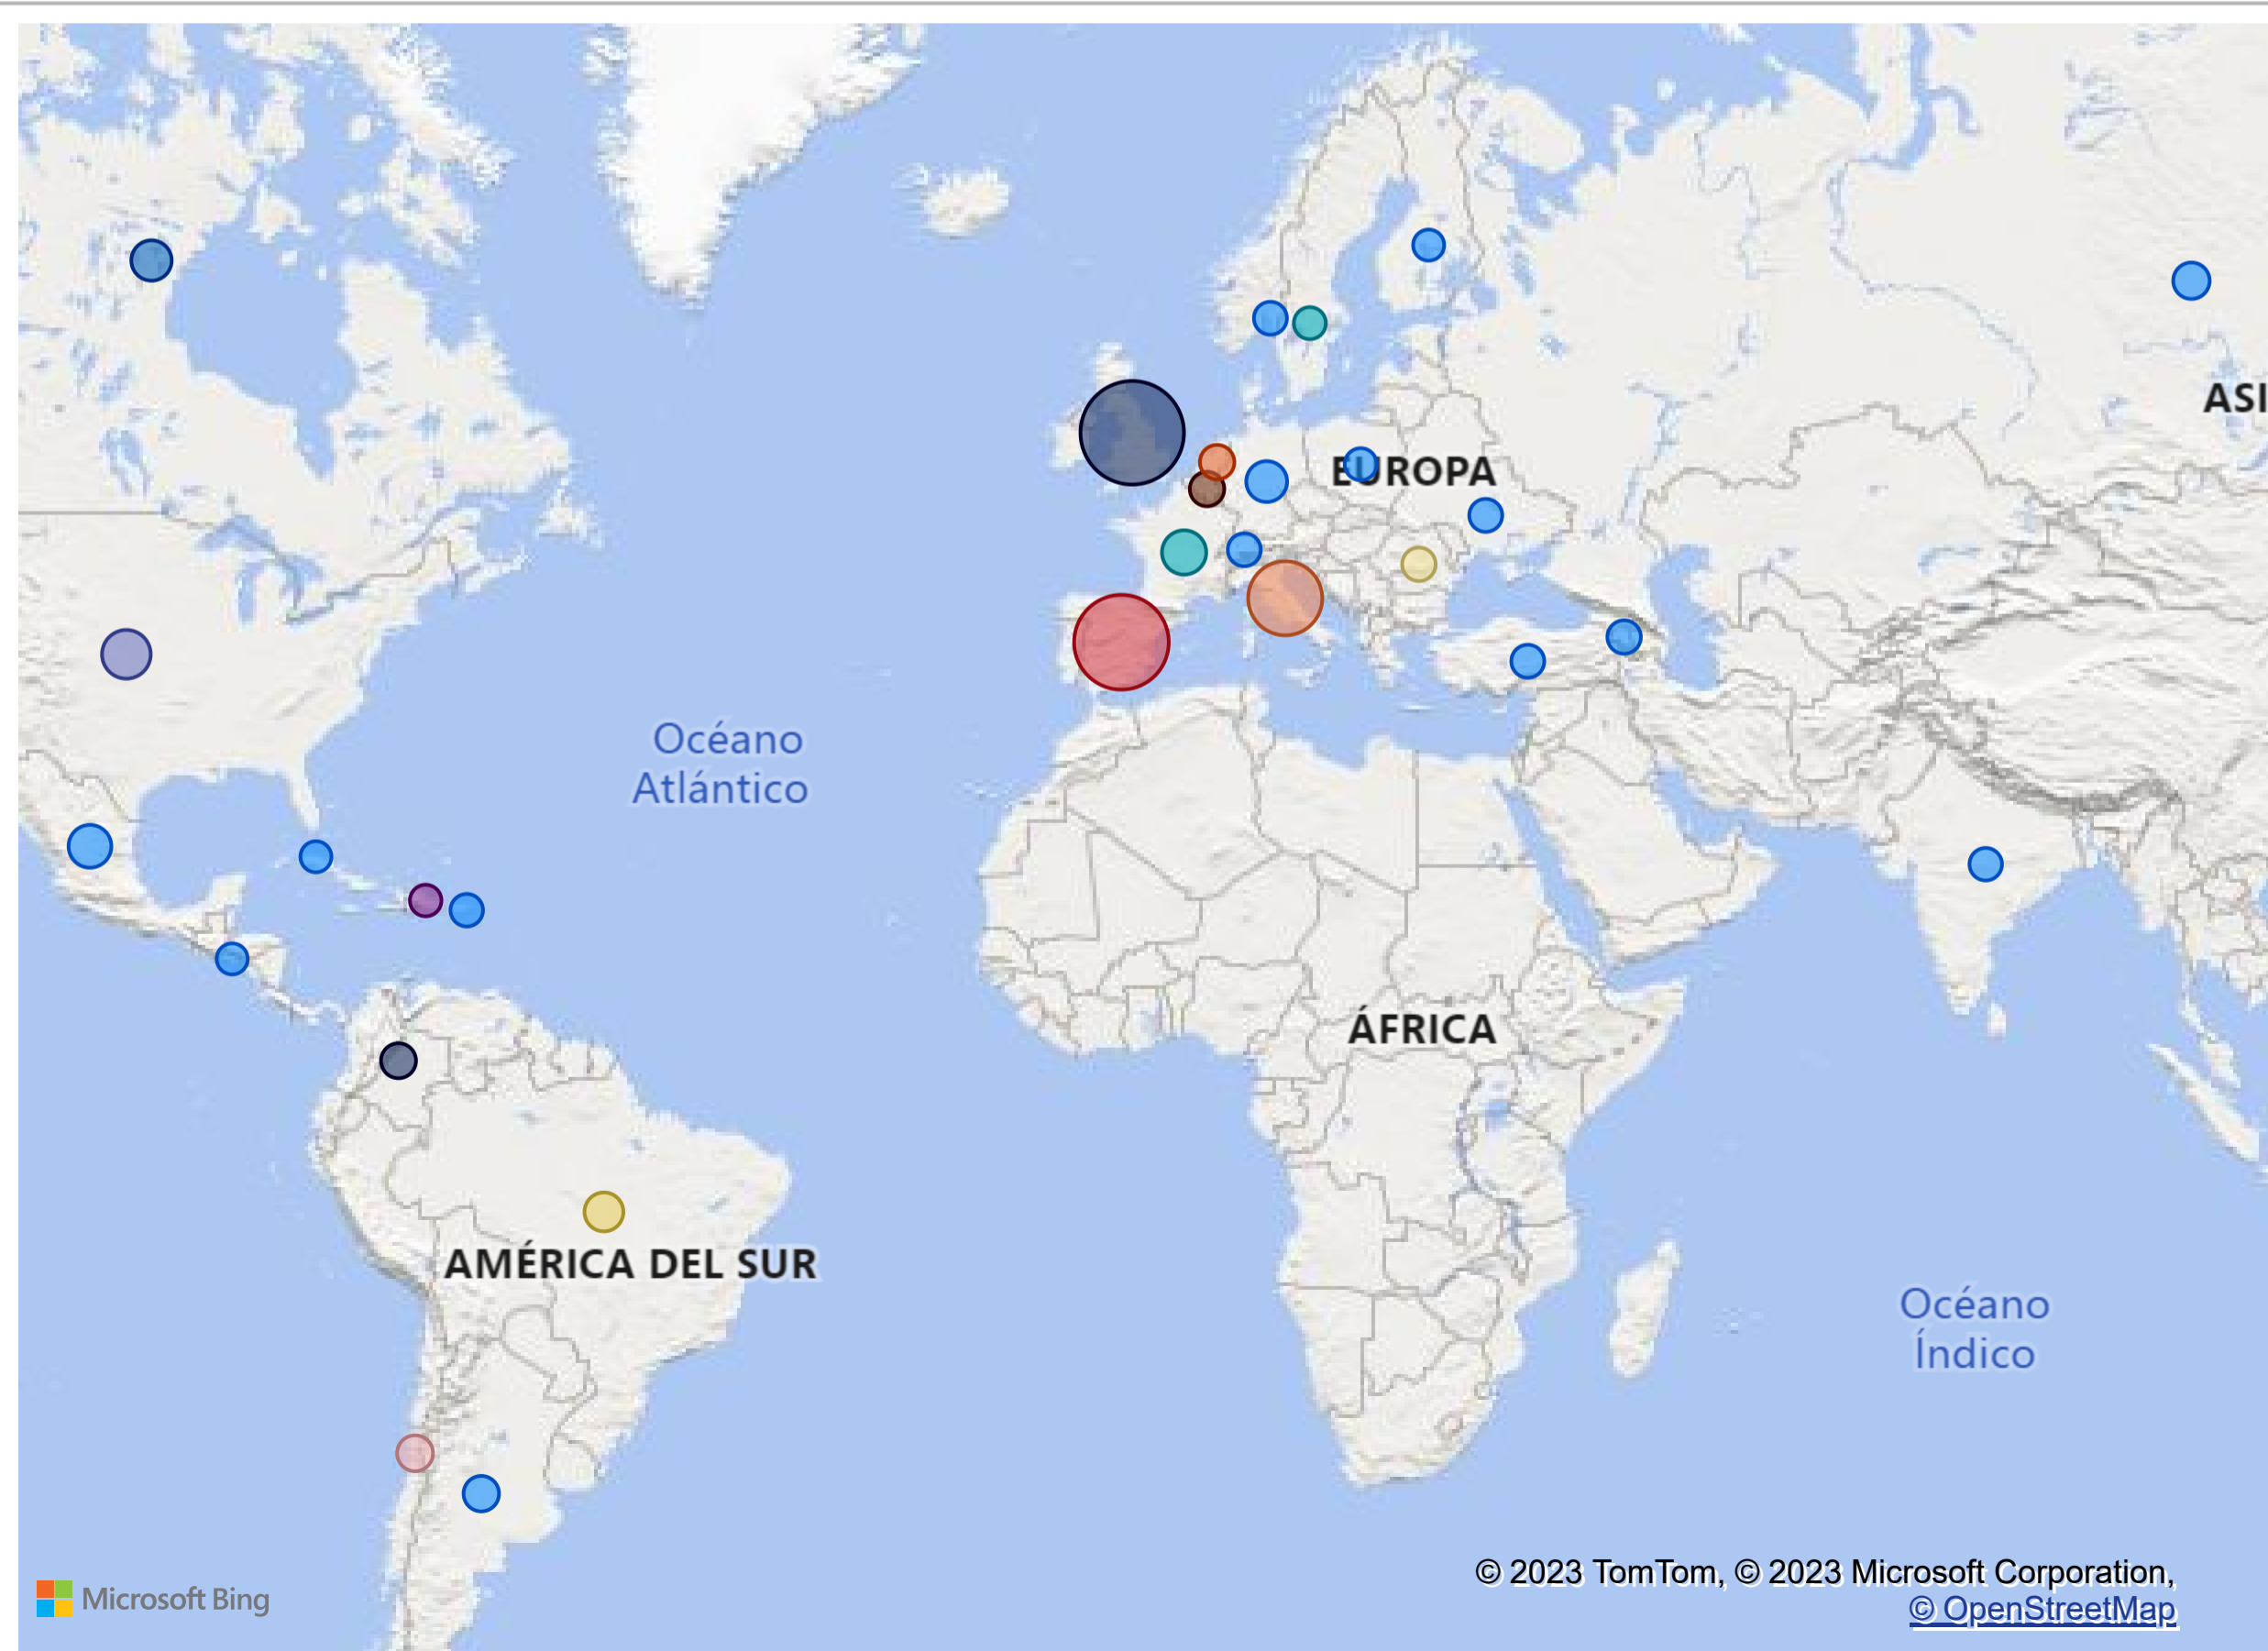 ASI
EUROPA
Océano
Atlántico
ÁFRICA
AMÉRICA DEL SUR
Océano
Índico
Microsoft Bing
© 2023 TomTom, © 2023 Microsoft Corporation,
© OpenStreetMap